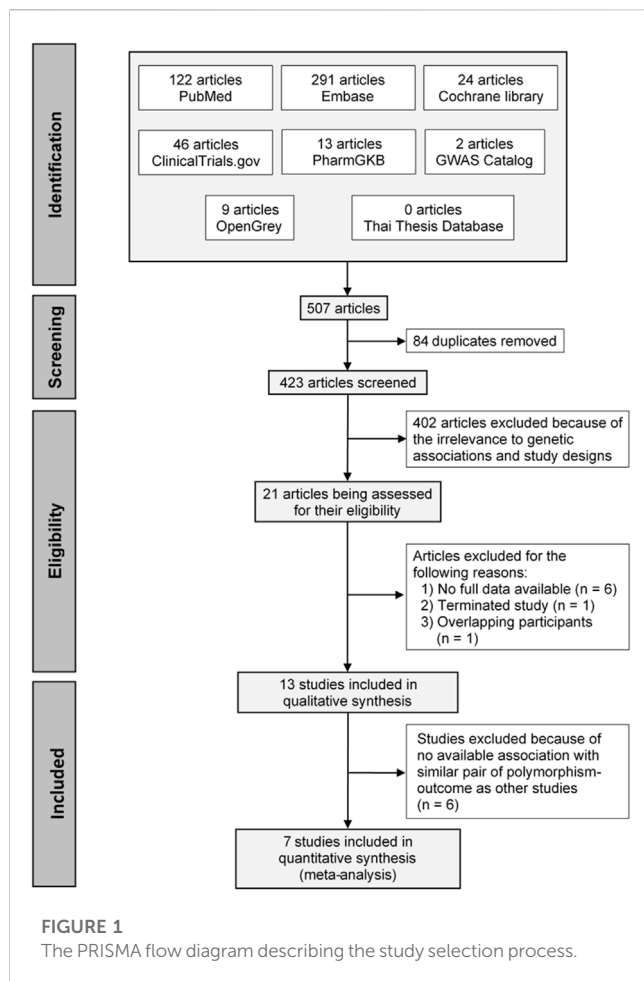 Identification
122 articles
PubMed
291 articles
Embase
24 articles
Cochrane library
46 articles
ClinicalTrials.gov
13 articles
PharmGKB
2 articles
GWAS Catalog
9 articles
OpenGrey
0 articles
Thai Thesis Database
Screening
507 articles
84 duplicates removed
423 articles screened
Eligibility
402 articles excluded because of
the irrelevance to genetic
associations and study designs
21 articles being assessed
for their eligibility
Articles excluded for the
following reasons:
1) No full data available (n = 6)
2) Terminated study (n = 1)
3) Overlapping participants
(n = 1)
Included
13 studies included in
qualitative synthesis
Studies excluded because of
no available association with
similar pair of polymorphism-
outcome as other studies
(n = 6)
7 studies included in
quantitative synthesis
(meta-analysis)
FIGURE 1
The PRISMA flow diagram describing the study selection process.